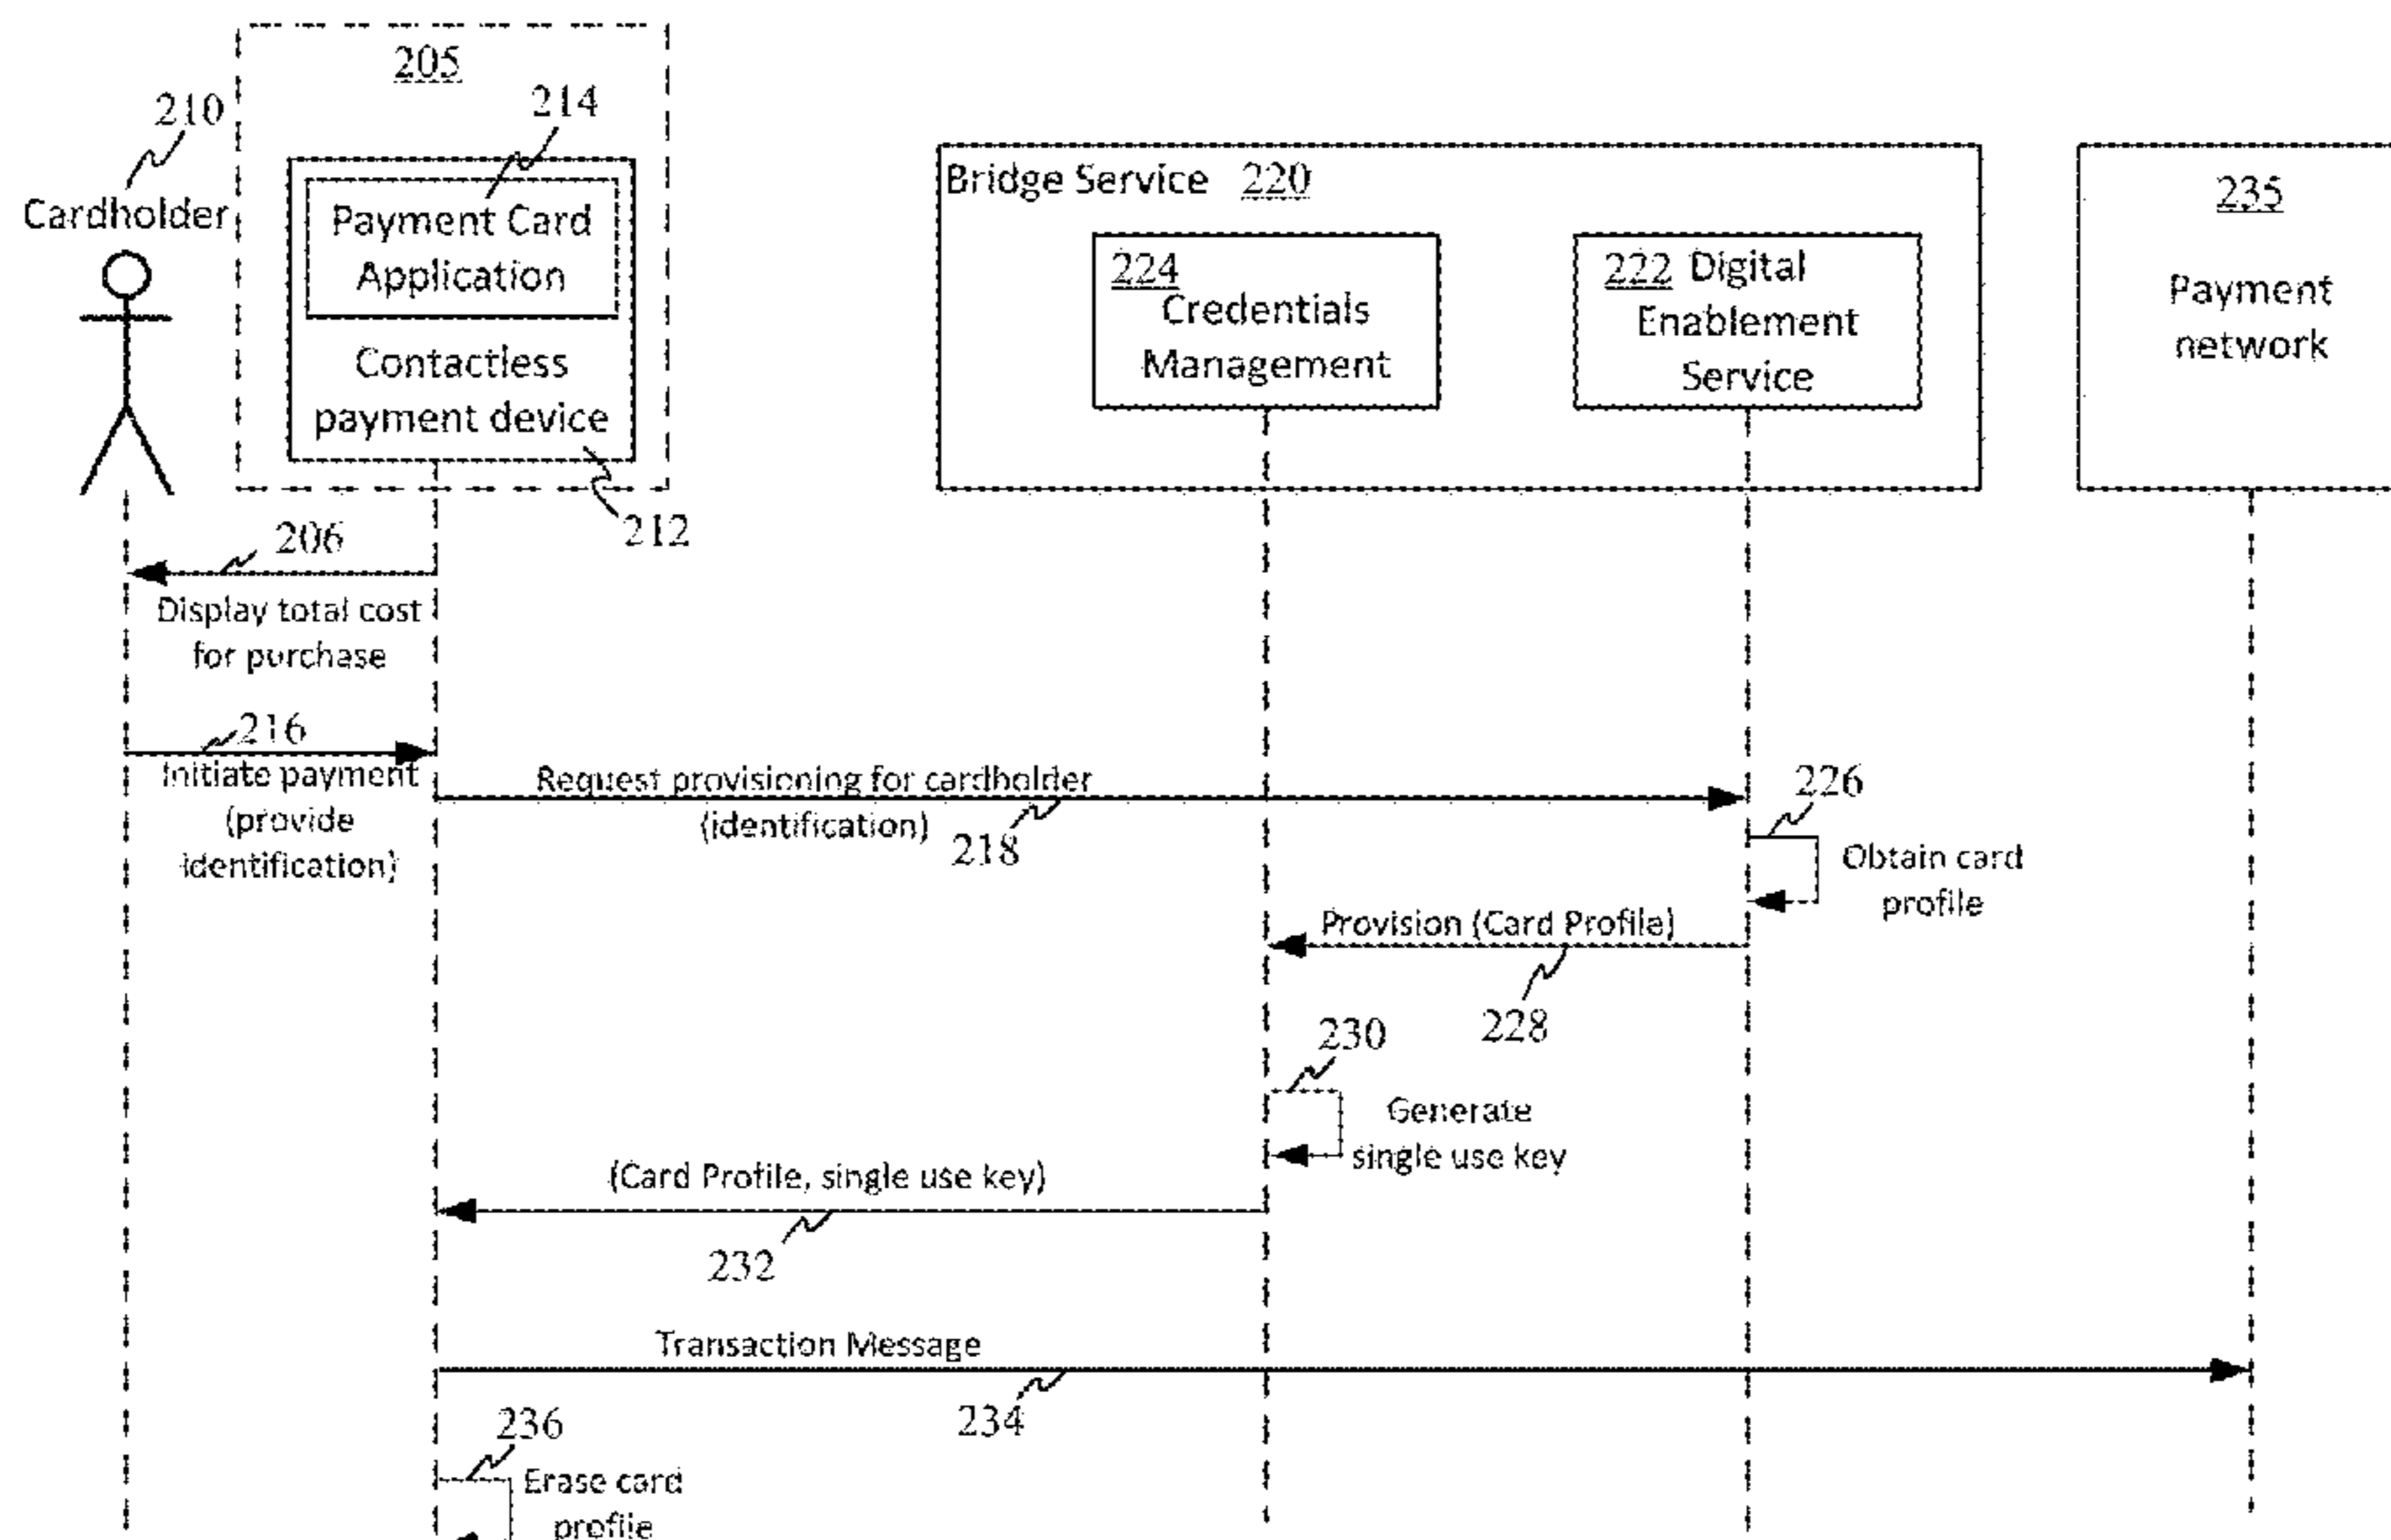 205
210
214
Cardholder
Payment Card
Application
Contactless
payment device
212
Bridge Service 220
224
Credentials
Management
222 Digital
Enablement
Service
235
Payment
network
206
Display total cost
for purchase
216
Initiate payment
(provide
identification)
Request provisioning for cardholder
(identification)
218
226
Obtain card
profile
Provision (Card Profile)
228
230
Generate
single use key
(Card Profile, single use key)
232
Transaction Message
234
236
Erase card
profile